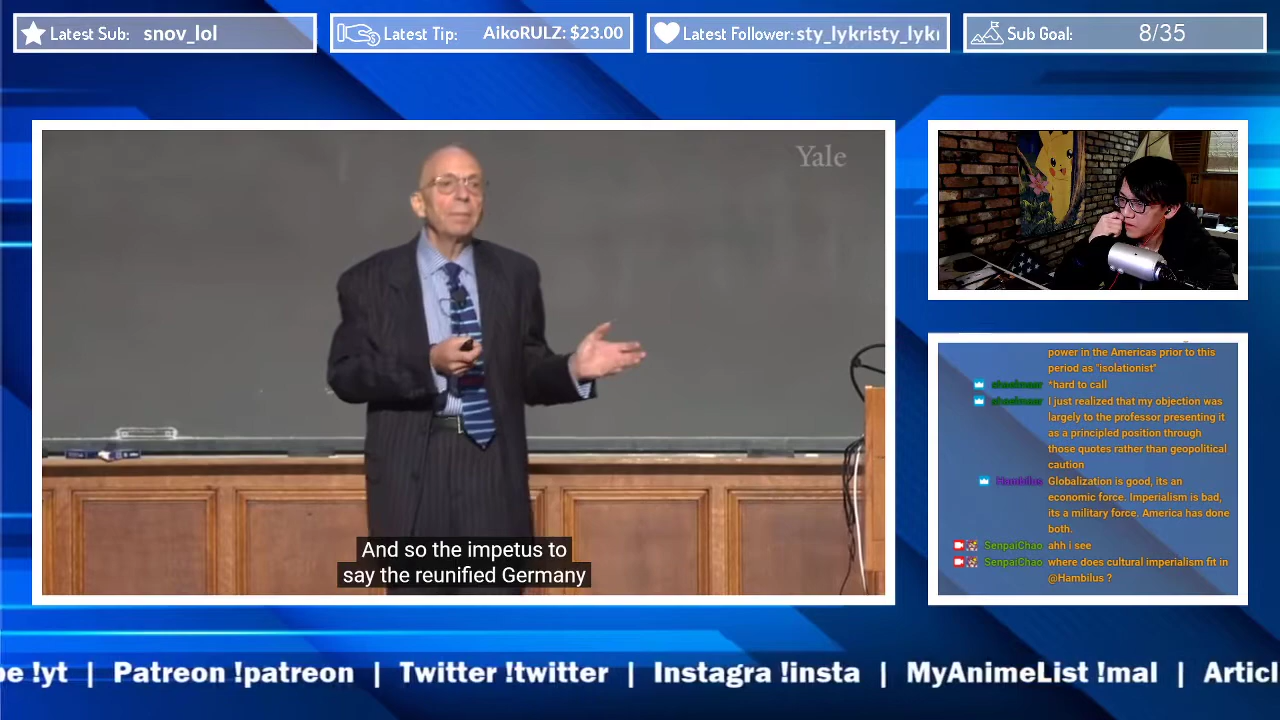 Latest Sub: snov_lol
Latest Tip: AikoRULZ: $23.00
Latest Follower: sty_lykristy_lyk
Sub Goal: 8/35
Yale
And so the impetus to
say the reunified Germany
power in the Americas prior to this
period as "isolationist"
*hard to call
I just realized that my objection was
largely to the professor presenting it
as a principled position through
those quotes rather than geopolitical
caution
Hambilus Globalization is good, its an
economic force. Imperialism is bad,
its a military force. America has done
both.
SenpaiChao ahh i see
SenpaiChao where does cultural imperialism fit in
@Hambilus ?
be !yt | Patreon !patreon | Twitter !twitter | Instagra !insta | MyAnimeList !mal | Articl